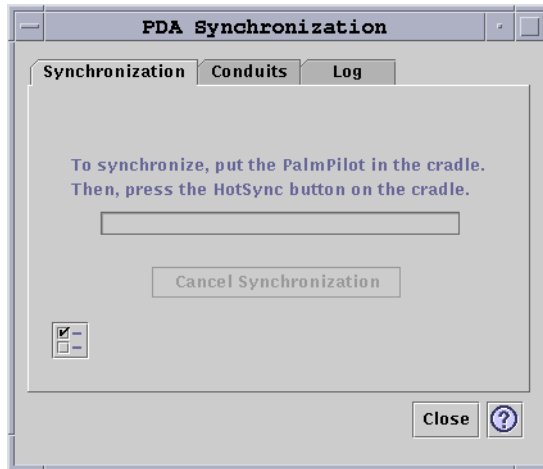 PDA Synchronization
Synchronization Conduits Log
To synchronize, put the PalmPilot in the cradle.
Then, press the HotSync button on the cradle.
Cancel Synchronization
Close ?